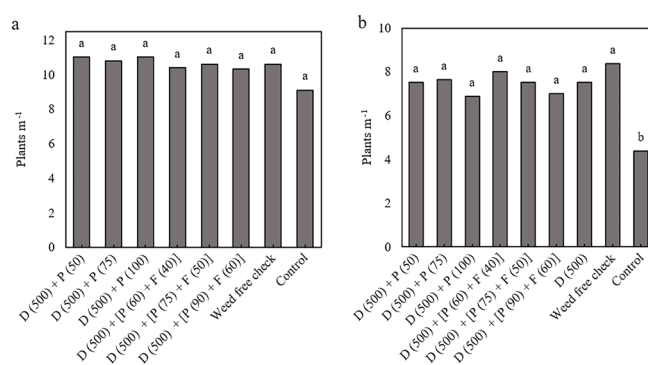 a
Plants m⁻¹
12
10
8
6
4
2
0
a a a a a a a a
D (500) + P (50)
D (500) + P (75)
D (500) + P (100)
D (500) + [P (60) + F (40)]
D (500) + [P (75) + F (50]
D (500) + [P (90) + F (60)]
Weed free check
Control
b
Plants m⁻¹
10
8
6
4
2
0
a a a a a a a a b
D (500) + P (50)
D (500) + P (75)
D (500) + P (100)
D (500) + [P (60) + F (40)]
D (500) + [P (75) + F (50]
D (500) + [P (90) + F (60)]
D (500)
Weed free check
Control